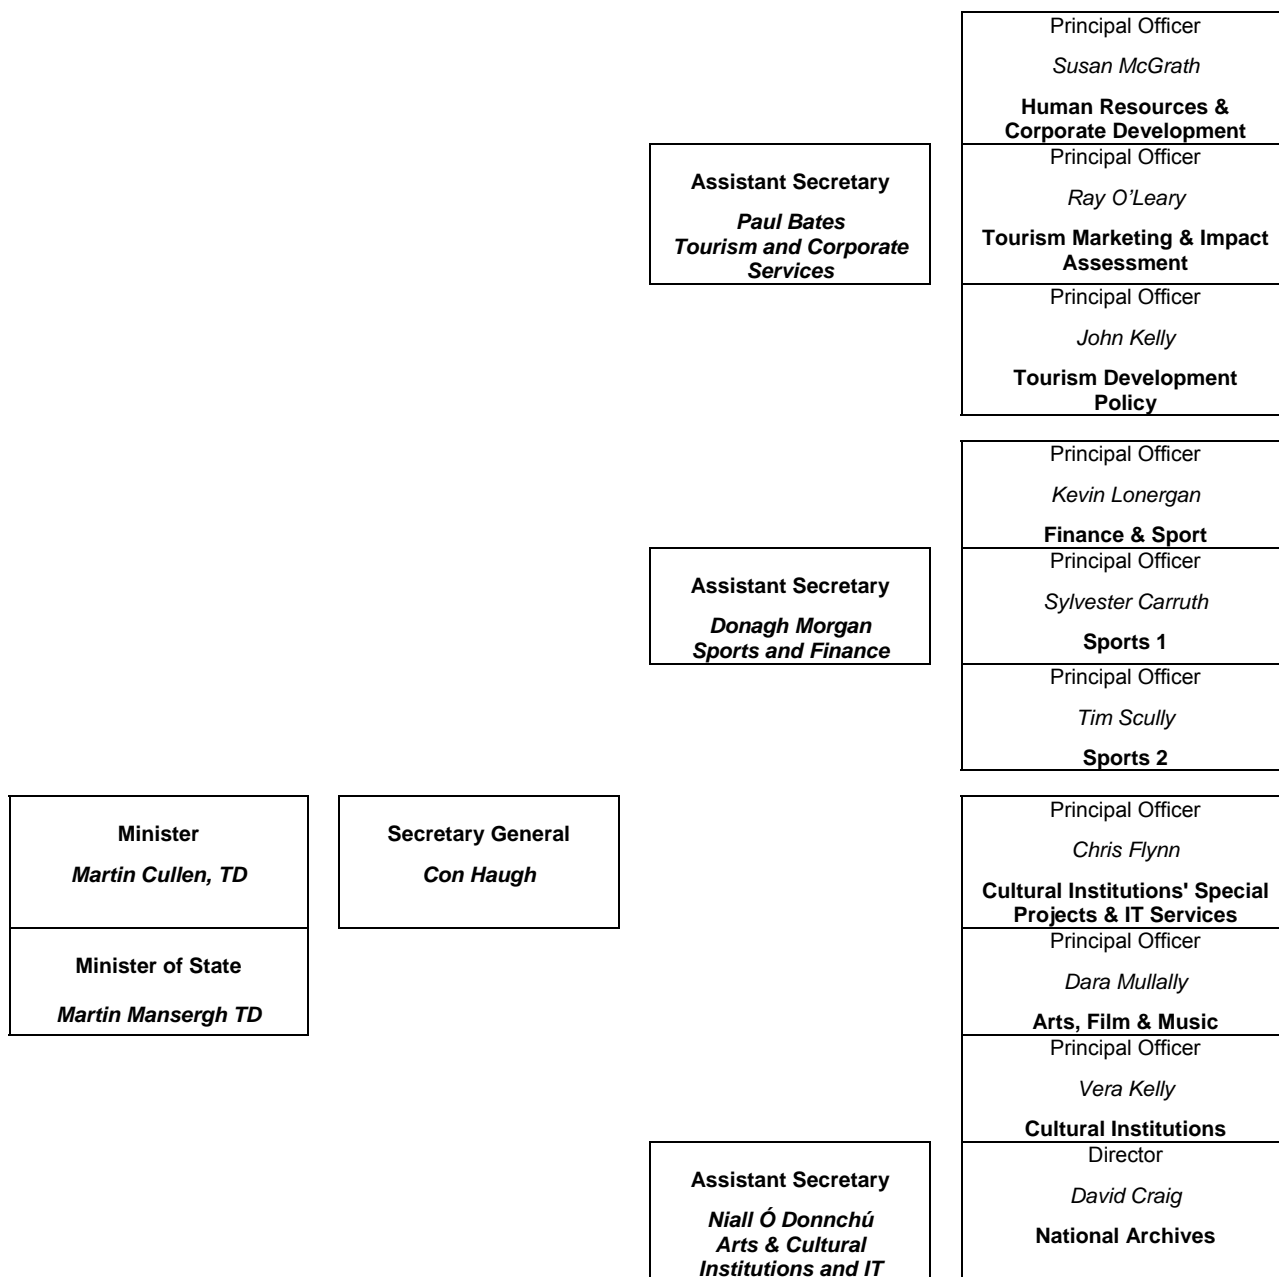 Principal Officer
Susan McGrath
Human Resources &
Corporate Development
Assistant Secretary
Paul Bates
Tourism and Corporate
Services
Principal Officer
Ray O’Leary
Tourism Marketing & Impact
Assessment
Principal Officer
John Kelly
Tourism Development
Policy
Principal Officer
Kevin Lonergan
Finance & Sport
Assistant Secretary
Donagh Morgan
Sports and Finance
Principal Officer
Sylvester Carruth
Sports 1
Principal Officer
Tim Scully
Sports 2
Minister
Martin Cullen, TD
Secretary General
Con Haugh
Principal Officer
Chris Flynn
Cultural Institutions' Special
Projects & IT Services
Minister of State
Martin Mansergh TD
Principal Officer
Dara Mullally
Arts, Film & Music
Principal Officer
Vera Kelly
Cultural Institutions
Assistant Secretary
Niall Ó Donnchú
Arts & Cultural
Institutions and IT
Director
David Craig
National Archives